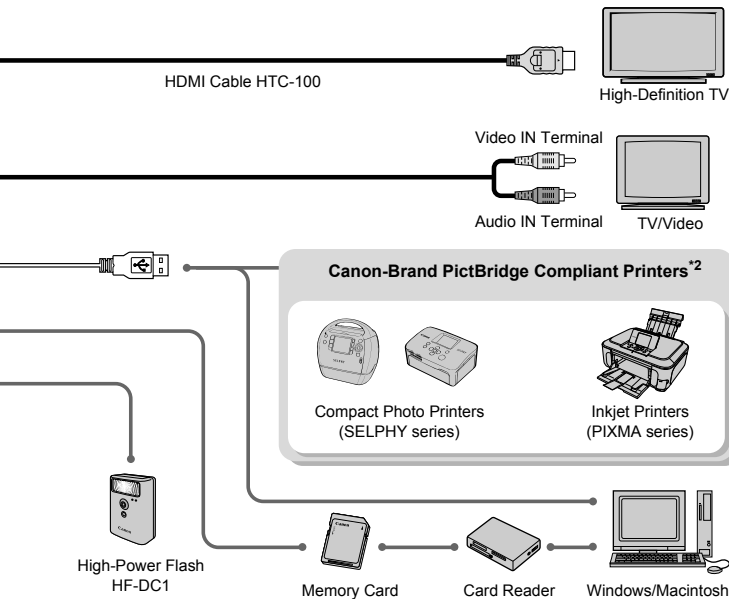 HDMI Cable HTC-100
High-Definition TV
Video IN Terminal
Audio IN Terminal
TV/Video
Canon-Brand PictBridge Compliant Printers*2
Compact Photo Printers
(SELPHY series)
Inkjet Printers
(PIXMA series)
High-Power Flash
HF-DC1
Memory Card
Card Reader
Windows/Macintosh
Canon
Canon